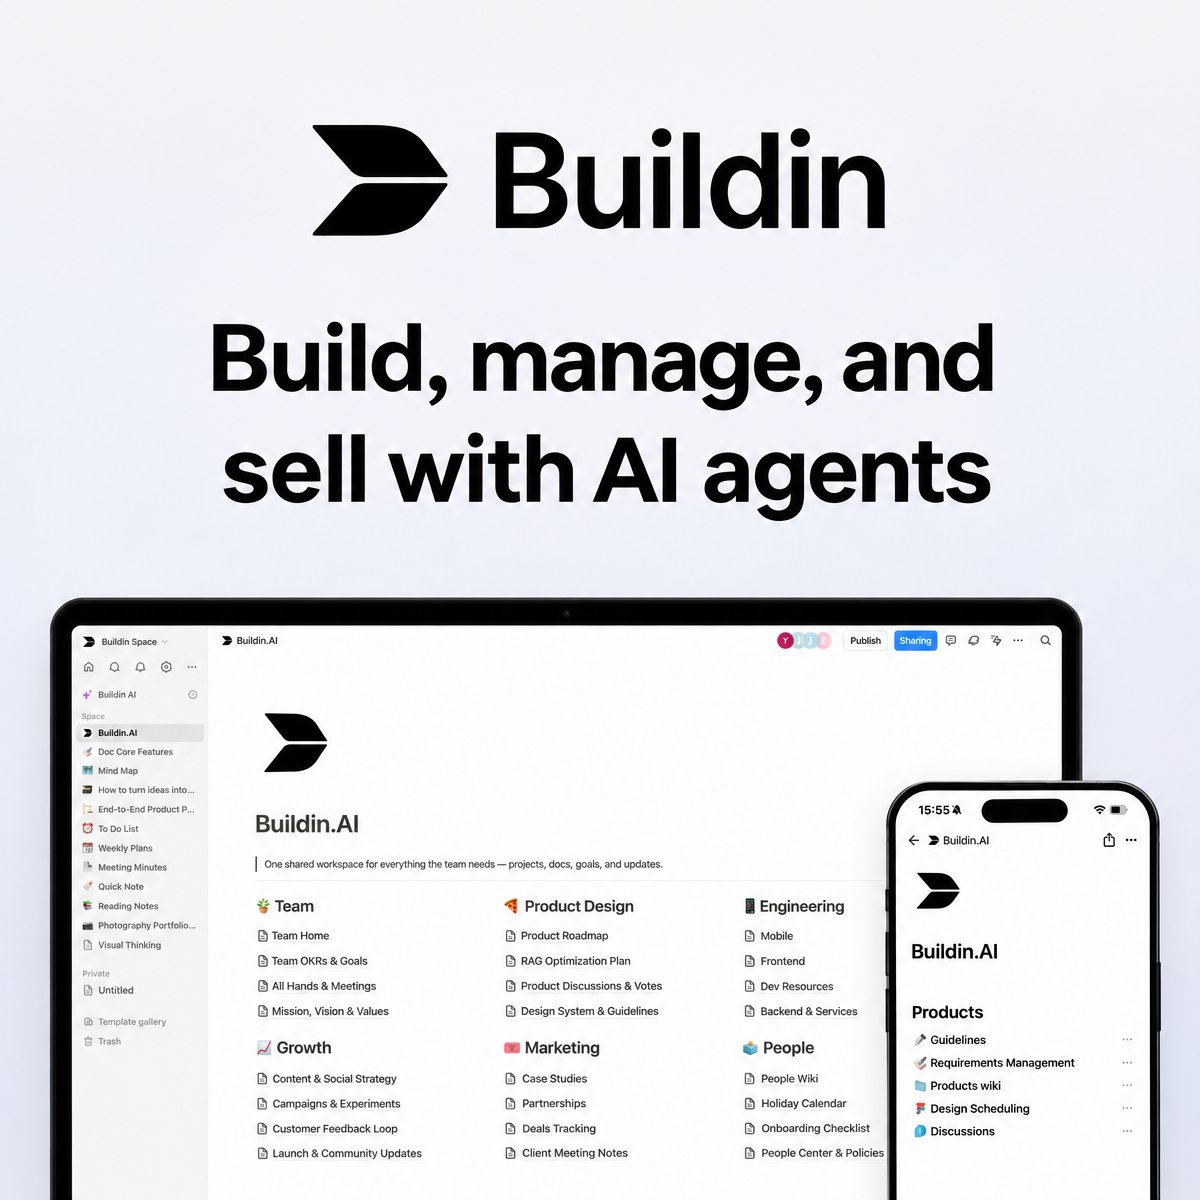 Buildin
Build, manage, and
sell with AI agents
Buildin Space
Buildin.AI
Publish
Sharing
Y
J
J
Z
Buildin AI
Space
Buildin.AI
Doc Core Features
Mind Map
How to turn ideas into...
End-to-End Product P...
To Do List
Weekly Plans
Meeting Minutes
Quick Note
Reading Notes
Photography Portfolio...
Visual Thinking
Private
Untitled
Template gallery
Trash
Buildin.AI
One shared workspace for everything the team needs — projects, docs, goals, and updates.
Team
Team Home
Team OKRs & Goals
All Hands & Meetings
Mission, Vision & Values
Product Design
Product Roadmap
RAG Optimization Plan
Product Discussions & Votes
Design System & Guidelines
Engineering
Mobile
Frontend
Dev Resources
Backend & Services
Growth
Content & Social Strategy
Campaigns & Experiments
Customer Feedback Loop
Launch & Community Updates
Marketing
Case Studies
Partnerships
Deals Tracking
Client Meeting Notes
People
People Wiki
Holiday Calendar
Onboarding Checklist
People Center & Policies
15:55
Buildin.AI
Buildin.AI
Products
Guidelines
Requirements Management
Products wiki
Design Scheduling
Discussions